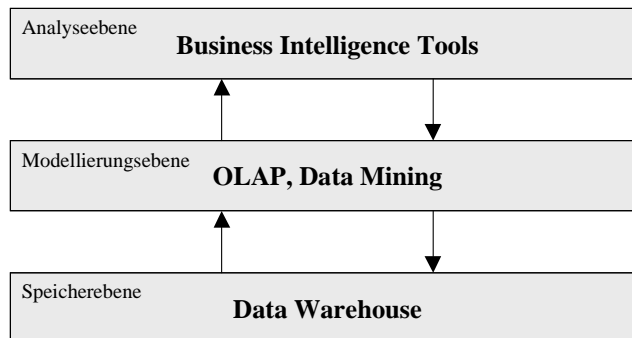 Analyseebene
Business Intelligence Tools
Modellierungsebene
OLAP, Data Mining
Speicherebene
Data Warehouse